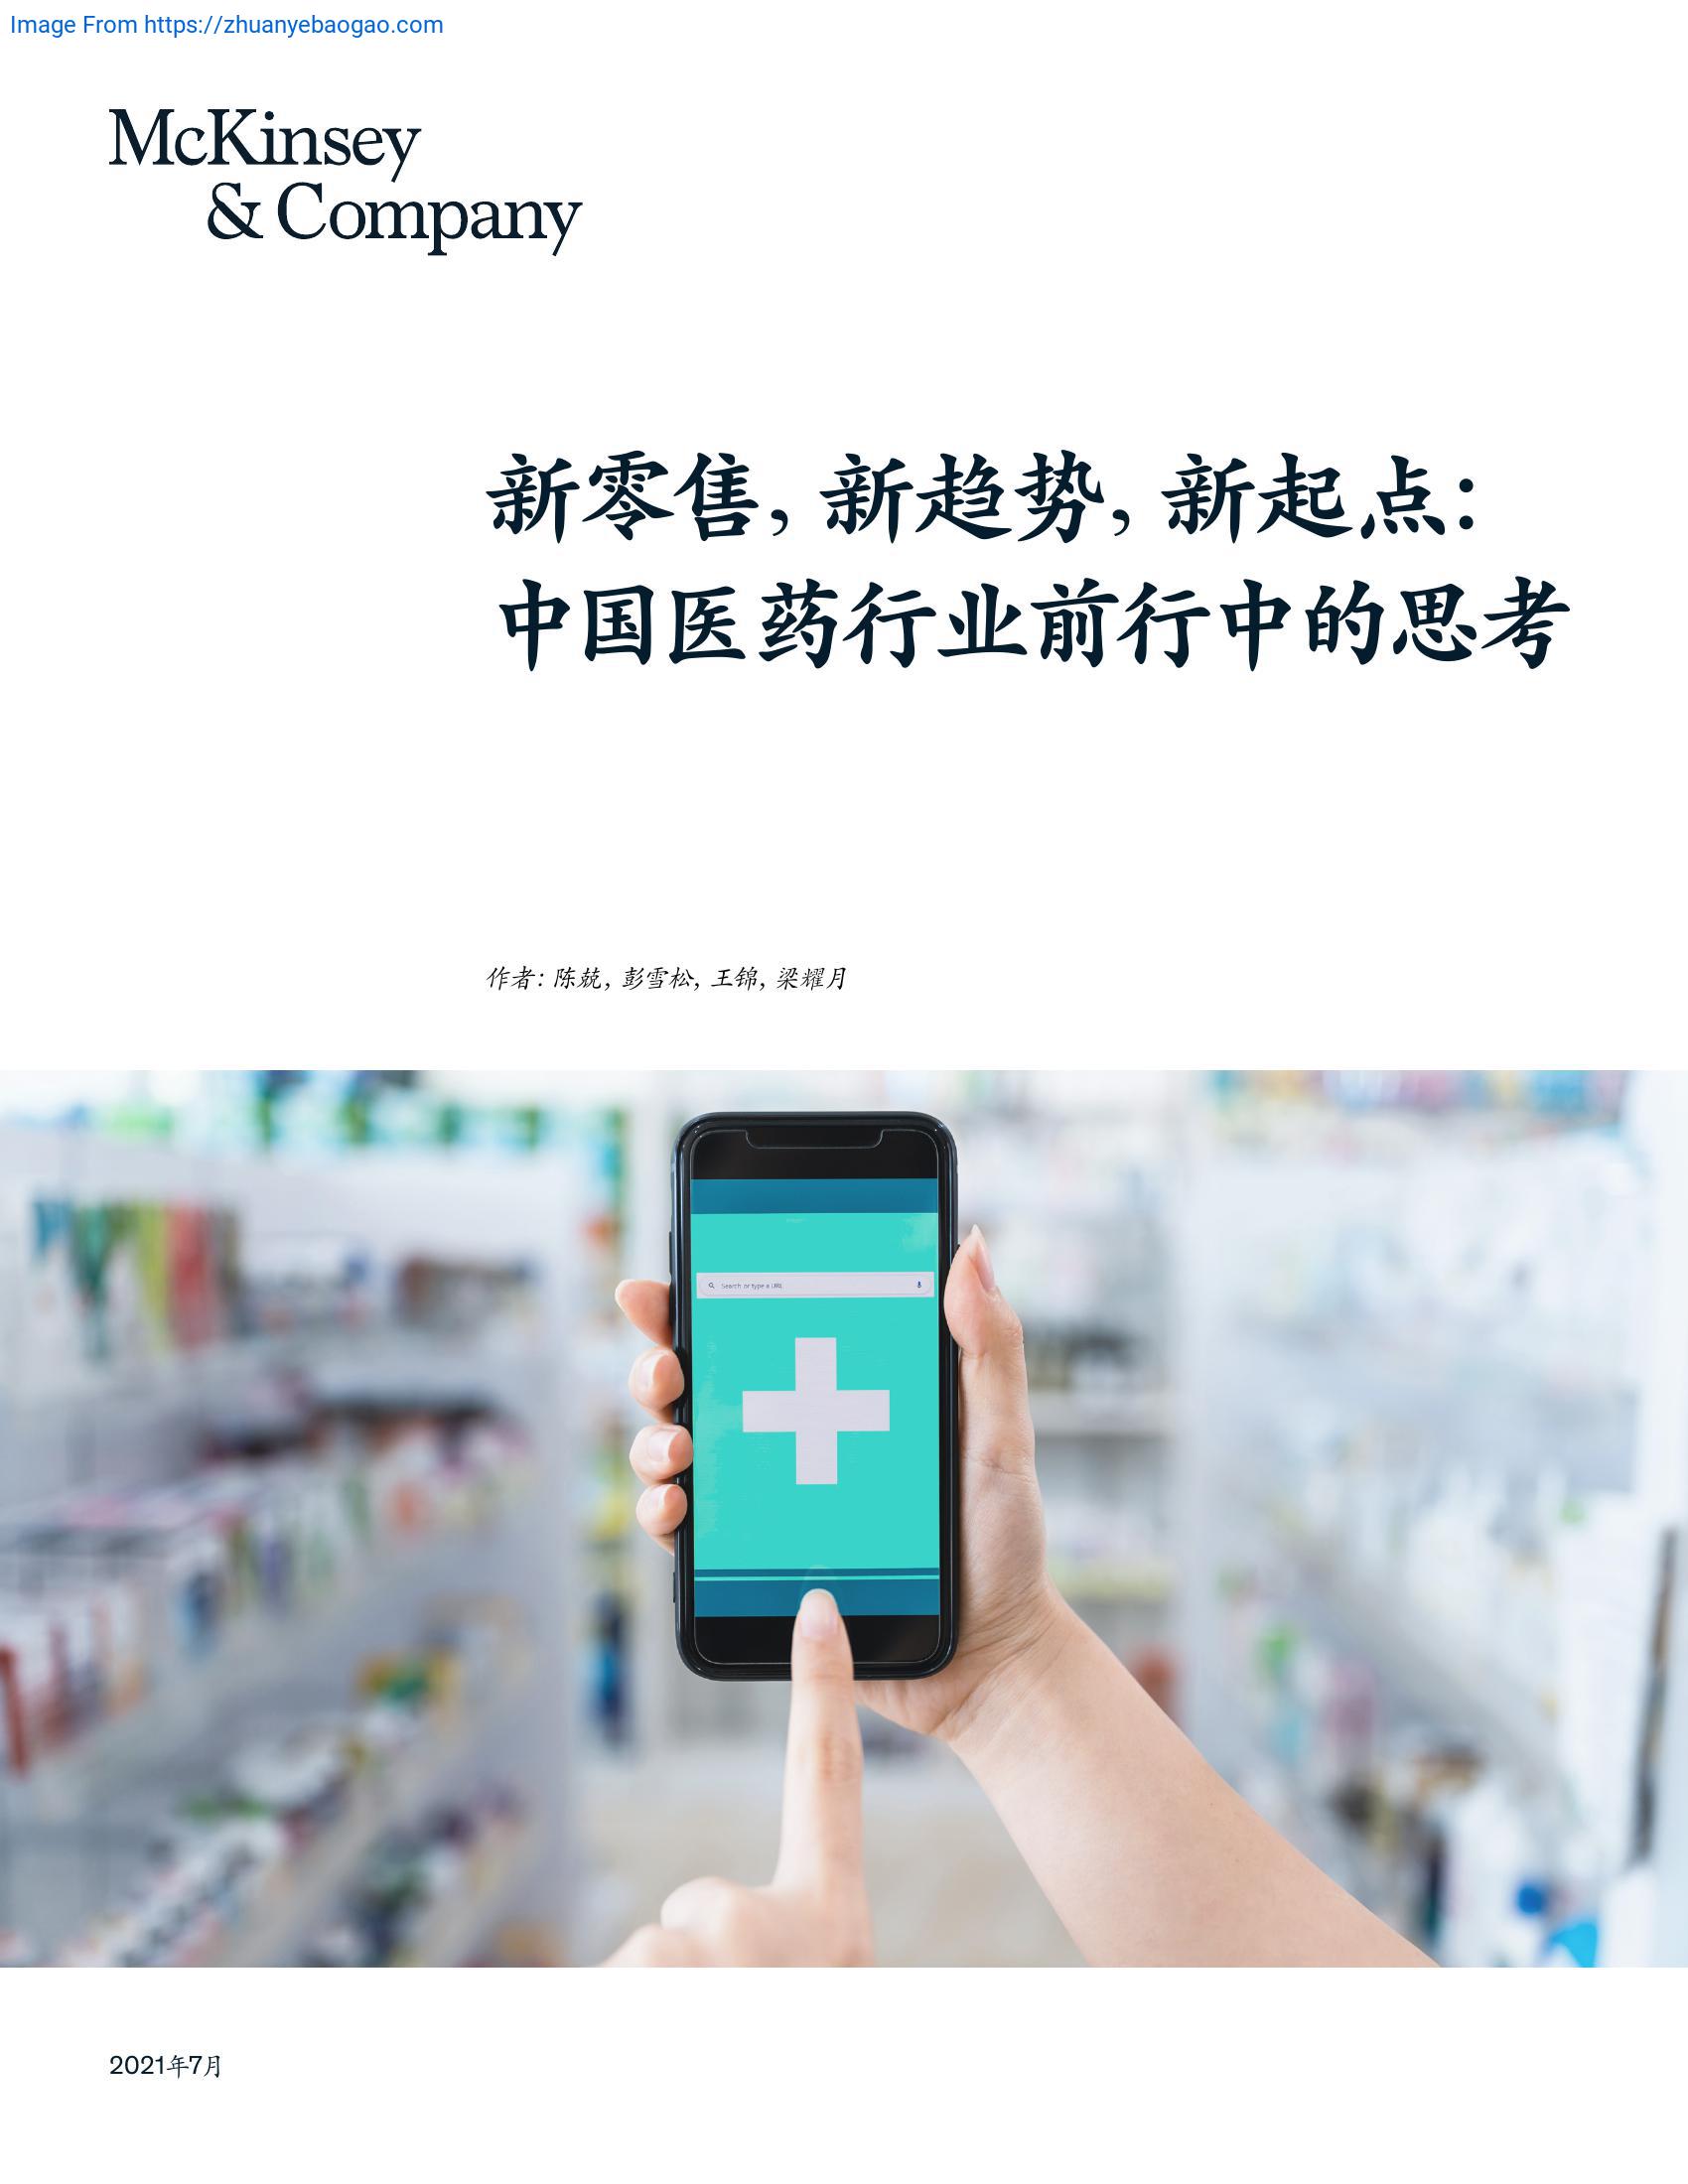 Image From https://zhuanyebaogao.com
McKinsey
& Company
新零售, 新趋势, 新起点:
中国医药行业前行中的思考
作者: 陈兢, 彭雪松, 王锦, 梁耀月
Search or type a URL
2021年7月